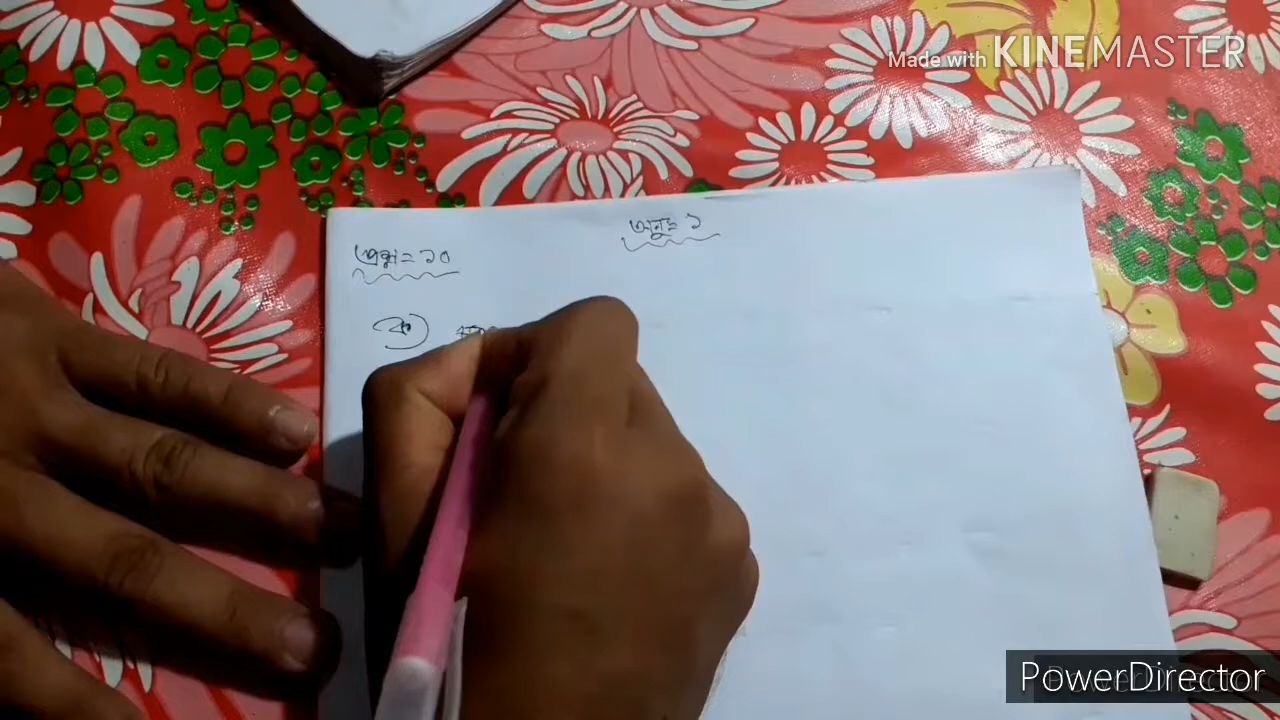 Made with KINEMASTER
অনুঃ ১
প্রশ্ন = ১০
ক)
PowerDirector